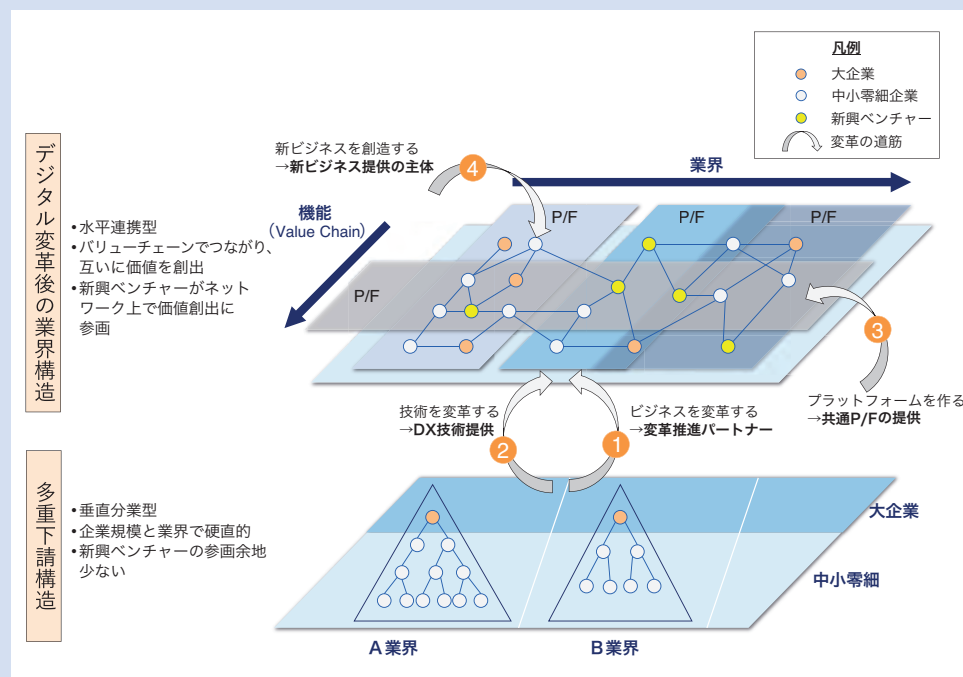 凡例
大企業
中小零細企業
新興ベンチャー
変革の道筋
デジタル変革後の業界構造
•水平連携型
•バリューチェーンでつながり、
互いに価値を創出
•新興ベンチャーがネット
ワーク上で価値創出に
参画
新ビジネスを創造する
→新ビジネス提供の主体
4
業界
機能
(Value Chain)
P/F
P/F
P/F
P/F
3
プラットフォームを作る
→共通P/Fの提供
技術を変革する
→DX技術提供
2
ビジネスを変革する
→変革推進パートナー
1
多重下請構造
•垂直分業型
•企業規模と業界で硬直的
•新興ベンチャーの参画余地
少ない
大企業
中小零細
A業界
B業界